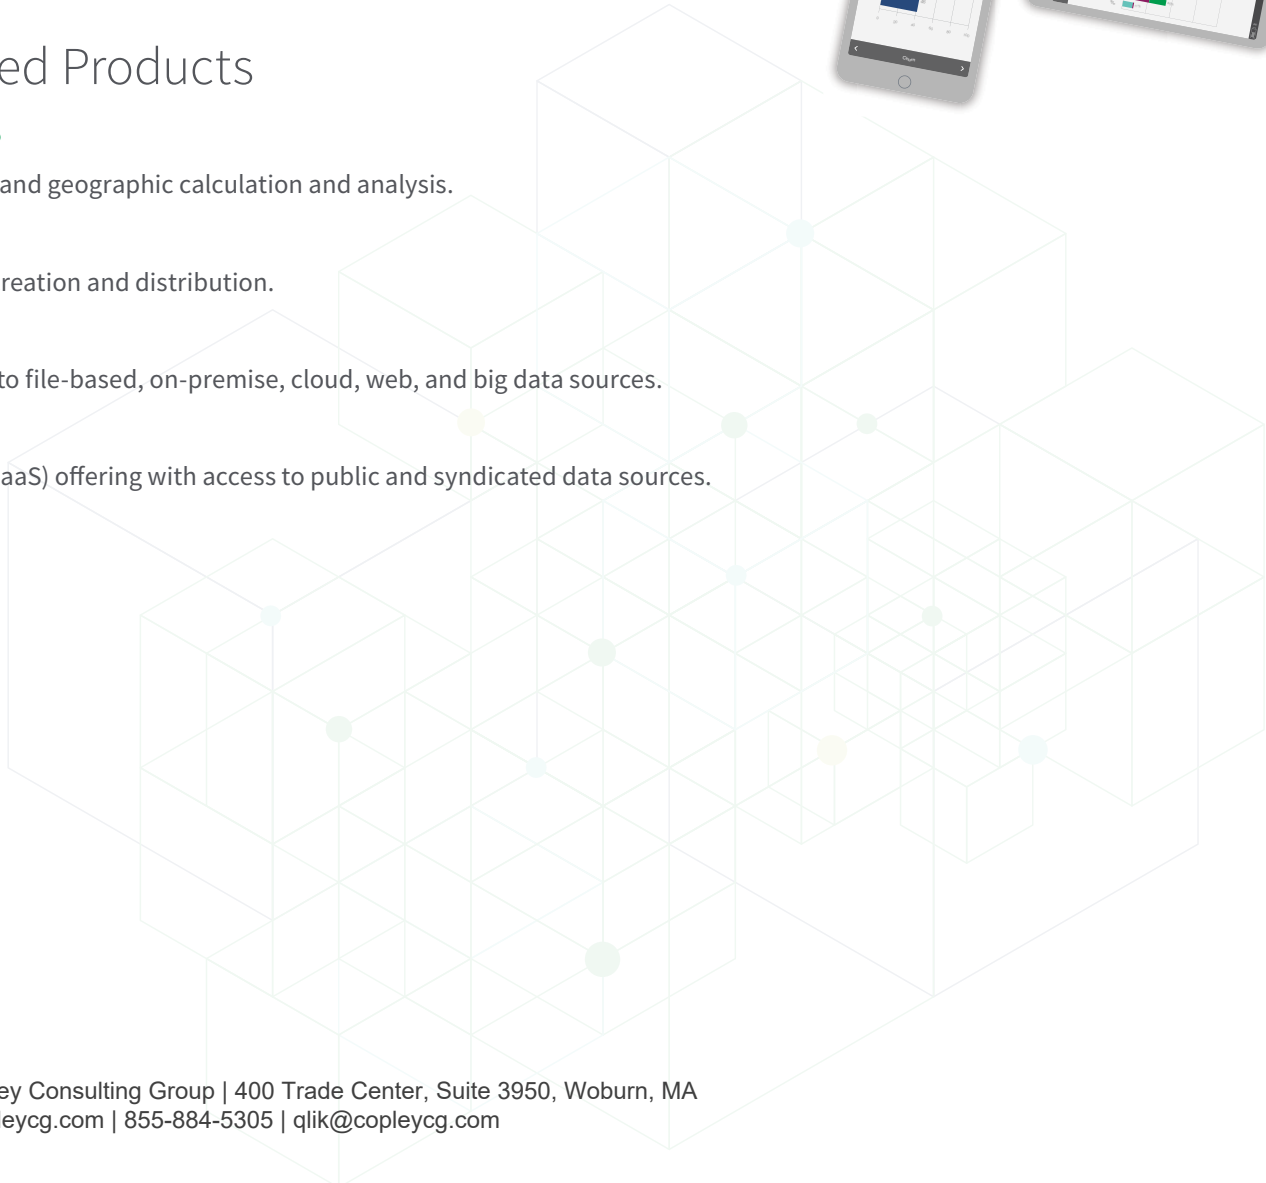 ed Products
and geographic calculation and analysis.
reation and distribution.
to file-based, on-premise, cloud, web, and big data sources.
aaS) offering with access to public and syndicated data sources.
ey Consulting Group | 400 Trade Center, Suite 3950, Woburn, MA
leycg.com | 855-884-5305 | qlik@copleycg.com